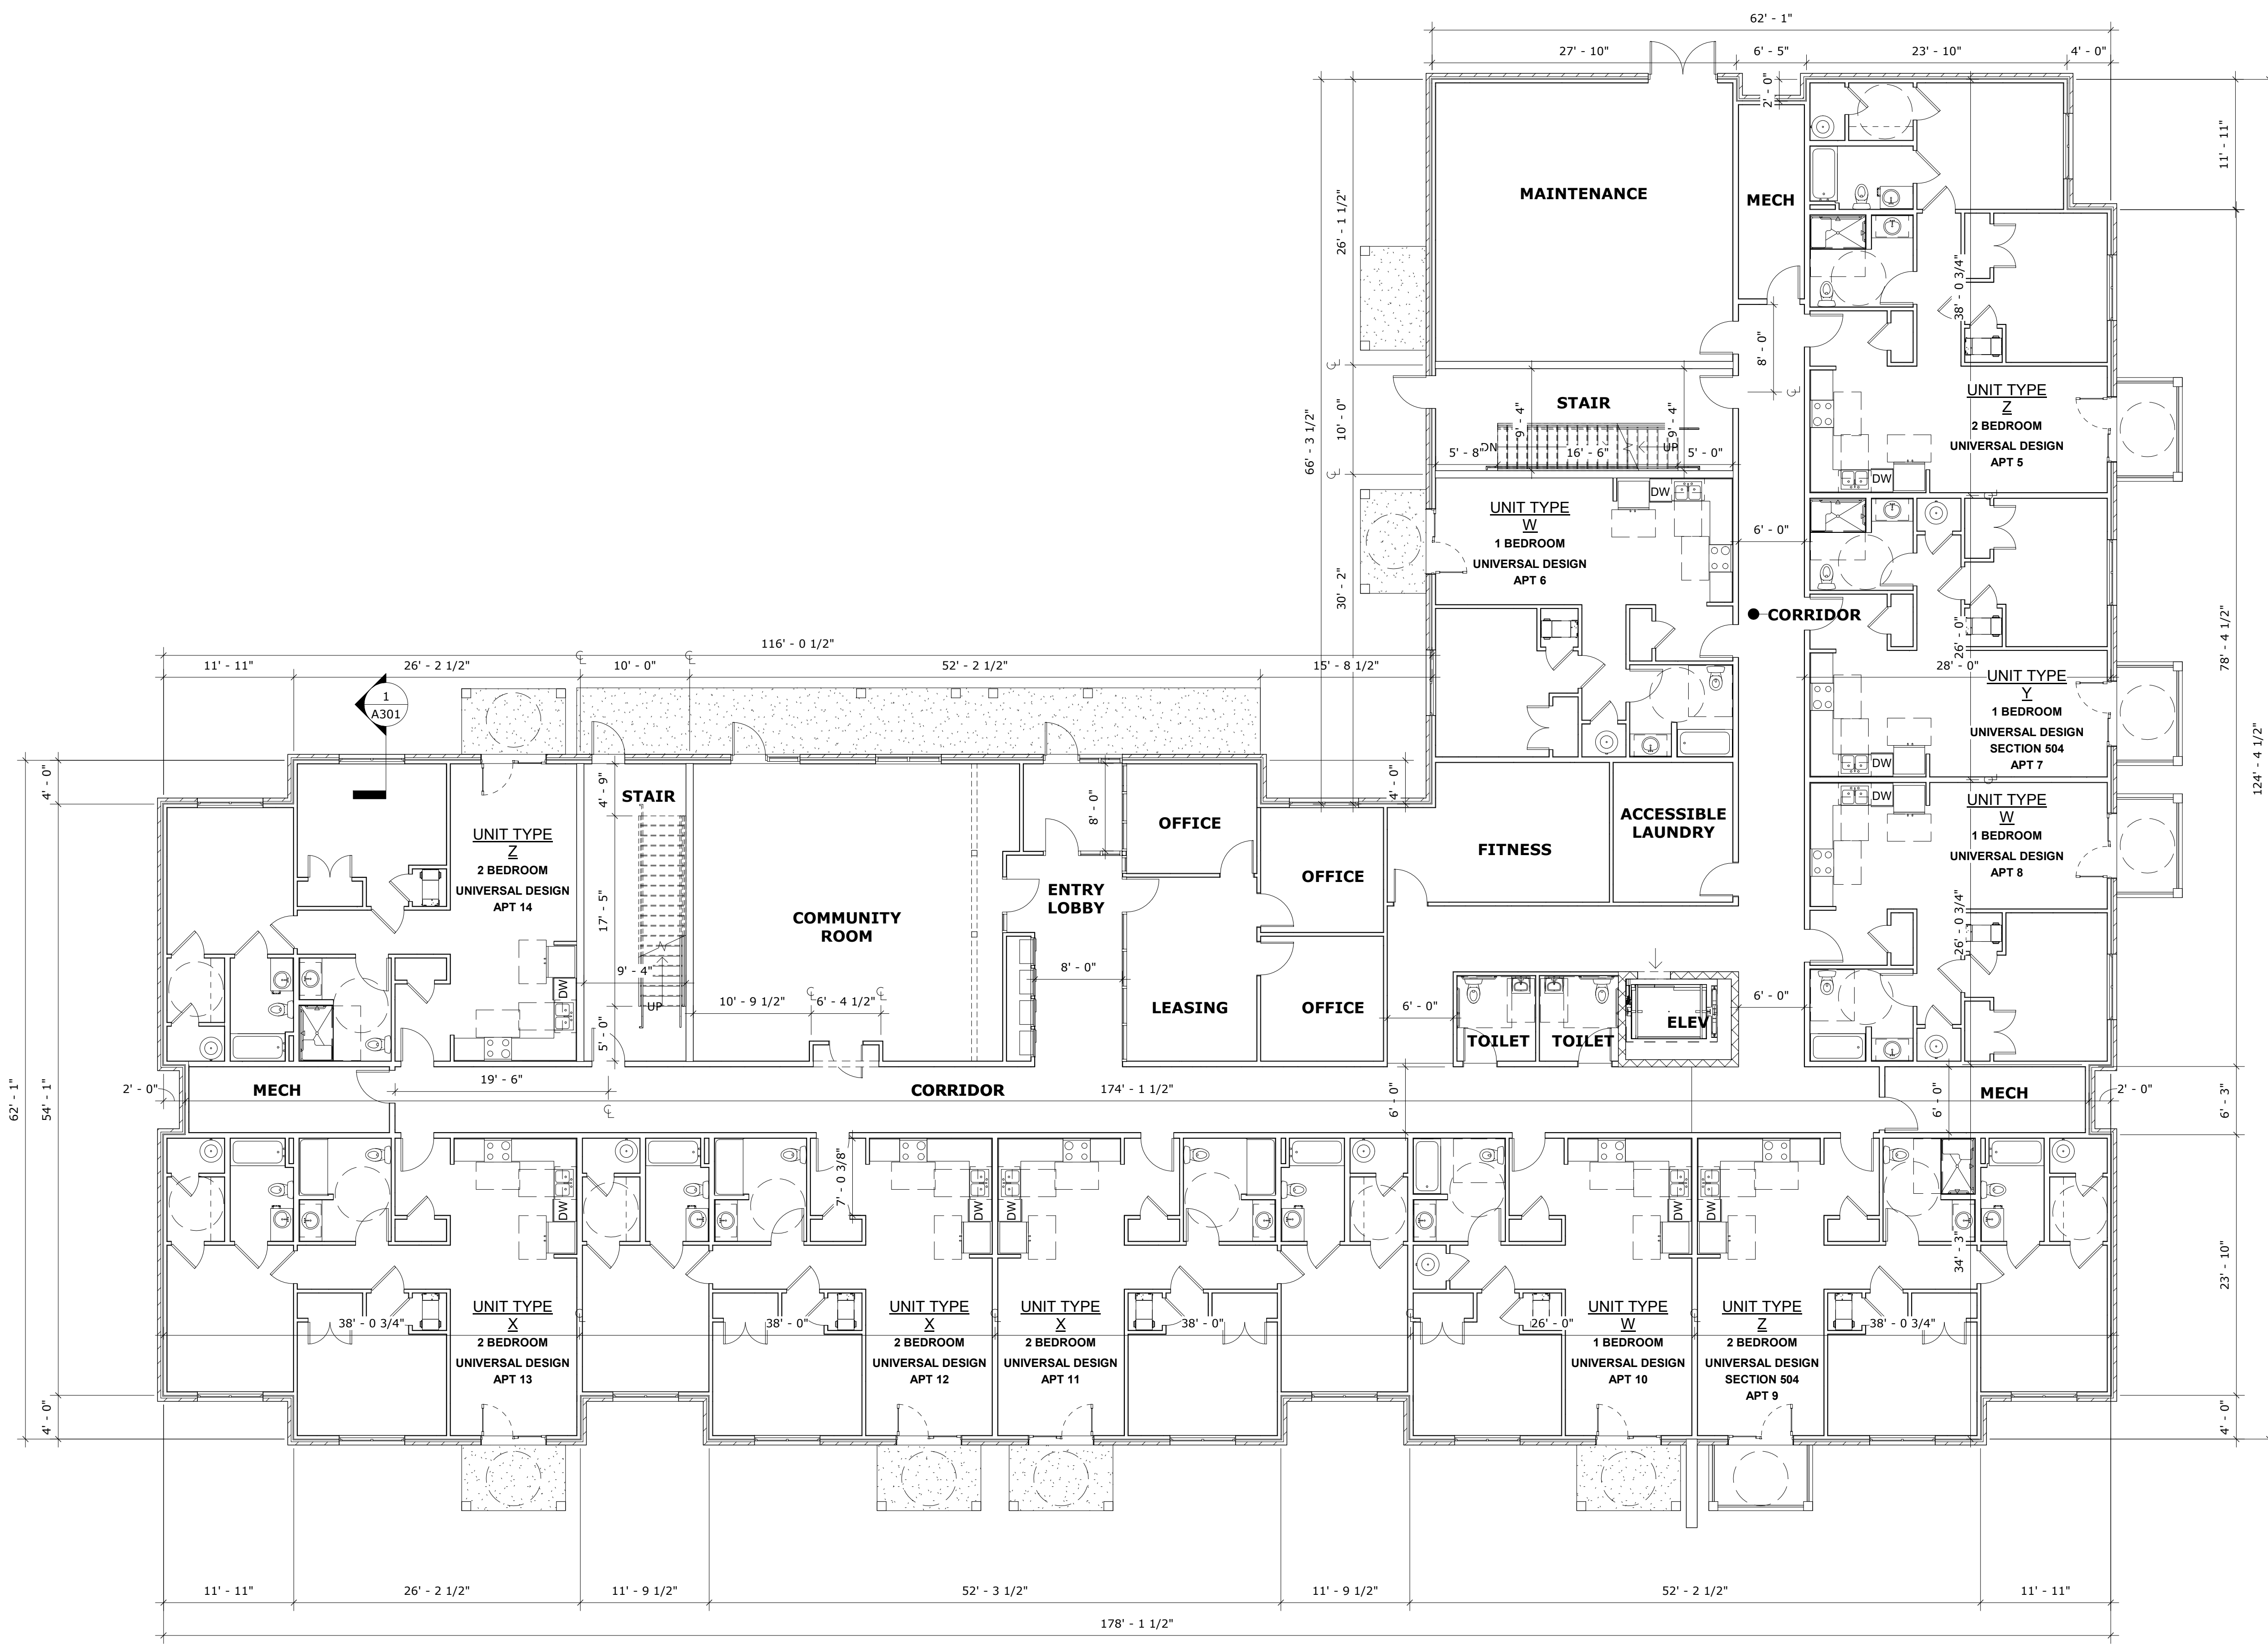 62' - 1"
27' - 10"
6' - 5"
23' - 10"
4' - 0"
2' - 0"
11' - 11"
MAINTENANCE
MECH
26' - 1 1/2"
38' - 0 3/4"
8' - 0"
UNIT TYPE
Z
2 BEDROOM
UNIVERSAL DESIGN
APT 5
DW
STAIR
9' - 4"
9' - 4"
10' - 0"
66' - 3 1/2"
5' - 8"
16' - 6"
UP
5' - 0"
UNIT TYPE
W
1 BEDROOM
UNIVERSAL DESIGN
APT 6
DW
6' - 0"
30' - 2"
CORRIDOR
26' - 0"
28' - 0"
78' - 4 1/2"
124' - 4 1/2"
UNIT TYPE
Y
1 BEDROOM
UNIVERSAL DESIGN
SECTION 504
APT 7
DW
116' - 0 1/2"
11' - 11"
26' - 2 1/2"
10' - 0"
52' - 2 1/2"
15' - 8 1/2"
1
A301
4' - 0"
STAIR
4' - 9"
8' - 0"
OFFICE
4' - 0"
ACCESSIBLE
LAUNDRY
FITNESS
DW
UNIT TYPE
W
1 BEDROOM
UNIVERSAL DESIGN
APT 8
26' - 0 3/4"
UNIT TYPE
Z
2 BEDROOM
UNIVERSAL DESIGN
APT 14
DW
17' - 5"
COMMUNITY
ROOM
ENTRY
LOBBY
OFFICE
9' - 4"
8' - 0"
10' - 9 1/2"
6' - 4 1/2"
UP
5' - 0"
LEASING
OFFICE
6' - 0"
TOILET
TOILET
ELEV
6' - 0"
62' - 1"
54' - 1"
2' - 0"
MECH
19' - 6"
CORRIDOR
174' - 1 1/2"
6' - 0"
6' - 0"
MECH
2' - 0"
6' - 3"
7' - 0 3/8"
DW
DW
DW
DW
DW
34' - 3"
23' - 10"
38' - 0 3/4"
38' - 0"
38' - 0"
26' - 0"
38' - 0 3/4"
UNIT TYPE
X
2 BEDROOM
UNIVERSAL DESIGN
APT 13
UNIT TYPE
X
2 BEDROOM
UNIVERSAL DESIGN
APT 12
UNIT TYPE
X
2 BEDROOM
UNIVERSAL DESIGN
APT 11
UNIT TYPE
W
1 BEDROOM
UNIVERSAL DESIGN
APT 10
UNIT TYPE
Z
2 BEDROOM
UNIVERSAL DESIGN
SECTION 504
APT 9
4' - 0"
4' - 0"
11' - 11"
26' - 2 1/2"
11' - 9 1/2"
52' - 3 1/2"
11' - 9 1/2"
52' - 2 1/2"
11' - 11"
178' - 1 1/2"